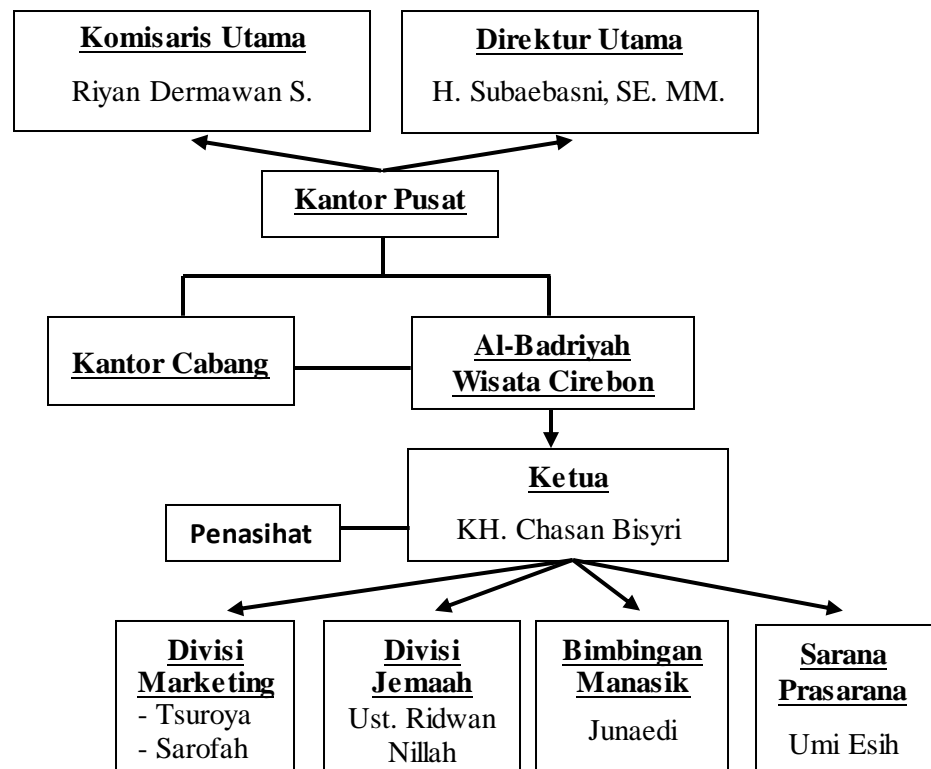 Komisaris Utama
Riyan Dermawan S.
Direktur Utama
H. Subaebasni, SE. MM.
Kantor Pusat
Kantor Cabang
Al-Badriyah
Wisata Cirebon
Ketua
KH. Chasan Bisyri
Penasihat
Divisi
Marketing
- Tsuroya
- Sarofah
Divisi
Jemaah
Ust. Ridwan
Nillah
Bimbingan
Manasik
Junaedi
Sarana
Prasarana
Umi Esih